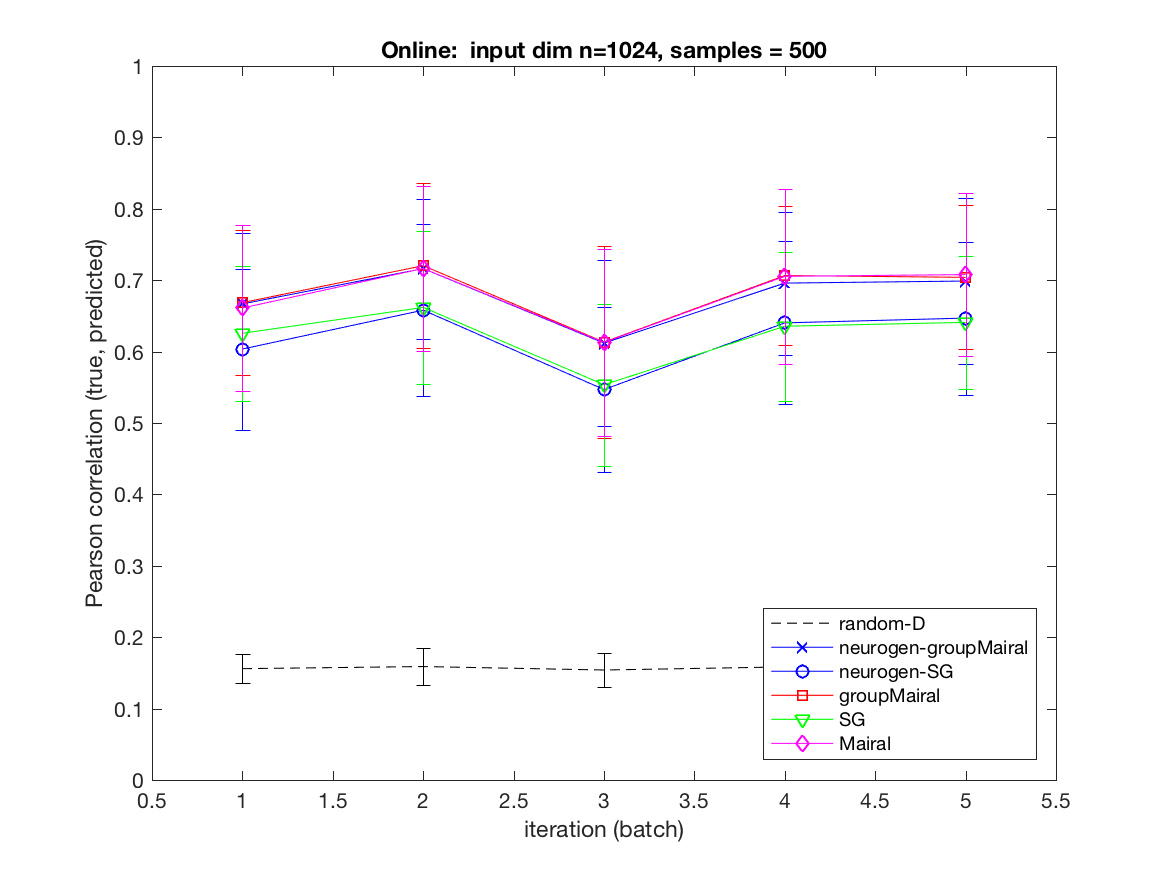 Online:  input dim n=1024, samples = 500
Pearson correlation (true, predicted)
1
0.9
0.8
0.7
0.6
0.5
0.4
0.3
0.2
0.1
0
random-D
neurogen-groupMairal
neurogen-SG
groupMairal
SG
Mairal
0.5 1 1.5 2 2.5 3 3.5 4 4.5 5 5.5
iteration (batch)